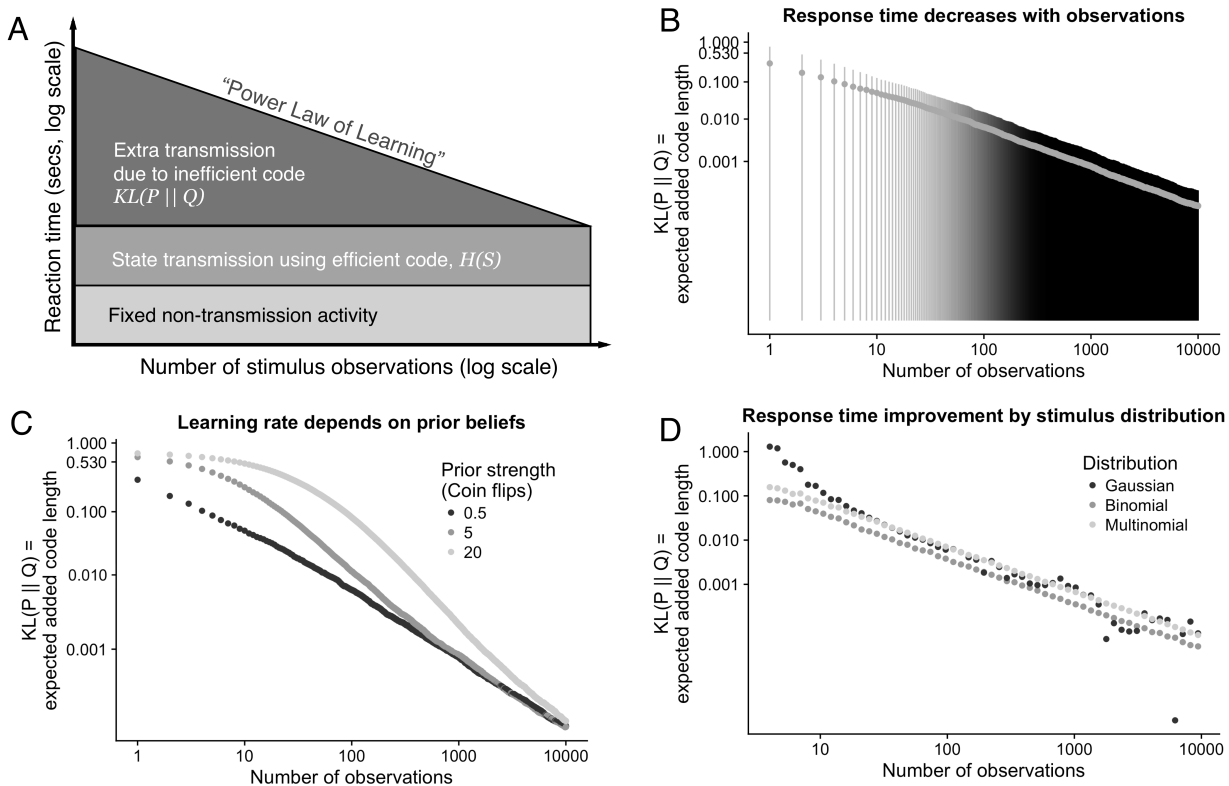 A
Reaction time (secs, log scale)
“Power Law of Learning”
Extra transmission
due to inefficient code
KL(P || Q)
State transmission using efficient code, H(S)
Fixed non-transmission activity
Number of stimulus observations (log scale)
B
Response time decreases with observations
KL(P || Q) =
expected added code length
1.000
0.530
0.100
0.010
0.001
1 10 100 1000 10000
Number of observations
C
Learning rate depends on prior beliefs
KL(P || Q) =
expected added code length
1.000
0.530
0.100
0.010
0.001
Prior strength
(Coin flips)
0.5
5
20
1 10 100 1000 10000
Number of observations
D
Response time improvement by stimulus distribution
KL(P || Q) =
expected added code length
1.000
0.100
0.010
0.001
Distribution
Gaussian
Binomial
Multinomial
10 100 1000 10000
Number of observations